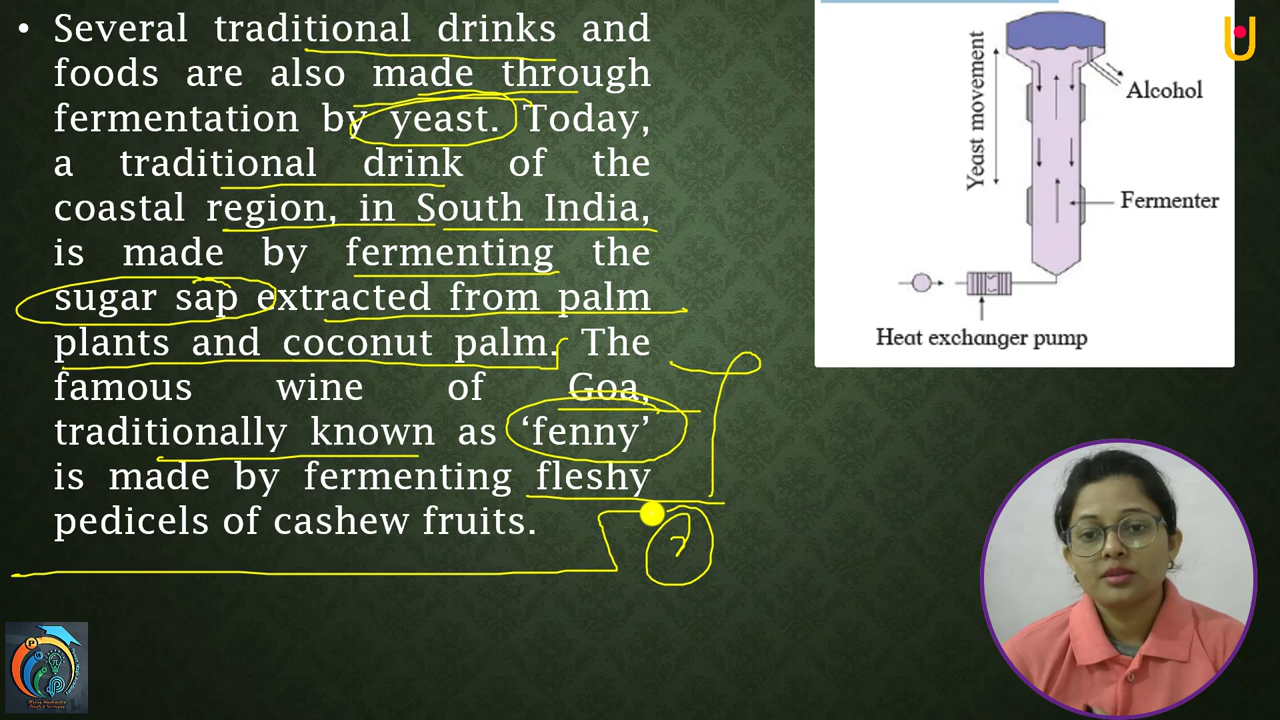 • Several traditional drinks and
foods are also made through
fermentation by yeast. Today,
a traditional drink of the
coastal region, in South India,
is made by fermenting the
sugar sap extracted from palm
plants and coconut palm. The
famous wine of Goa,
traditionally known as ‘fenny’
is made by fermenting fleshy
pedicels of cashew fruits.
Yeast movement
Alcohol
Fermenter
Heat exchanger pump